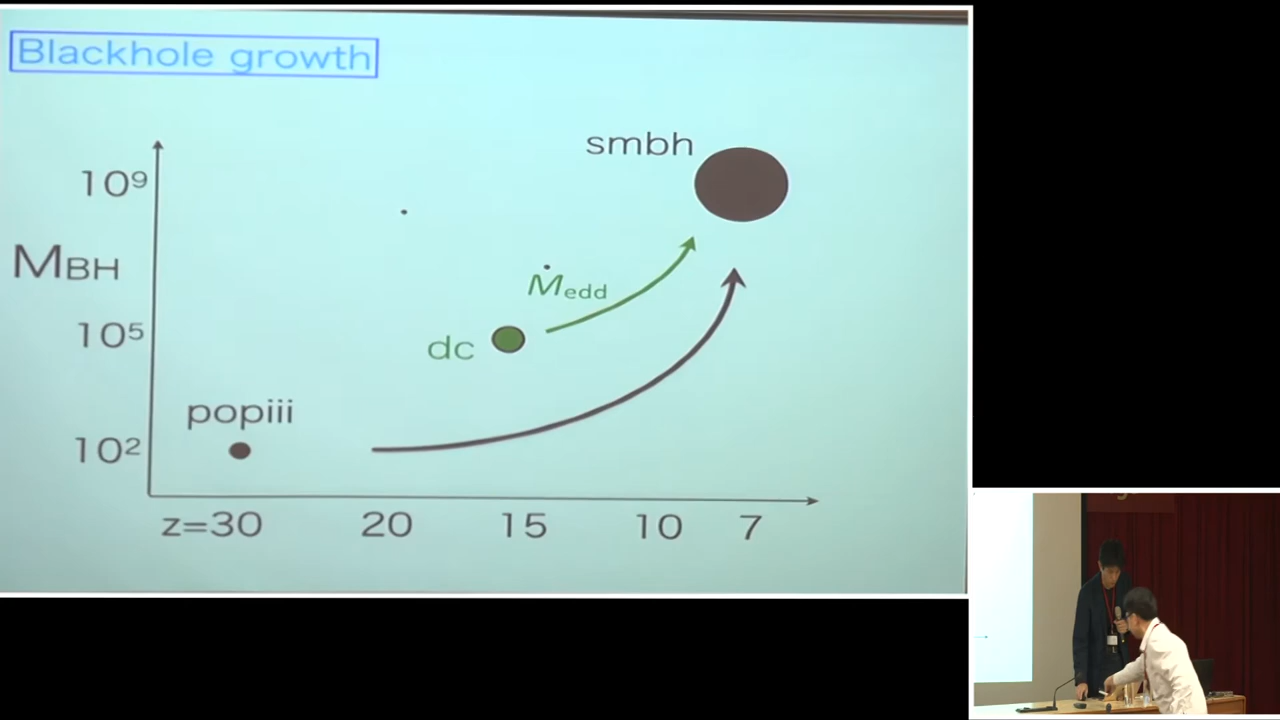 Blackhole growth
smbh
10⁹
MBH
Ṁedd
10⁵
dc
popiii
10²
z=30 20 15 10 7